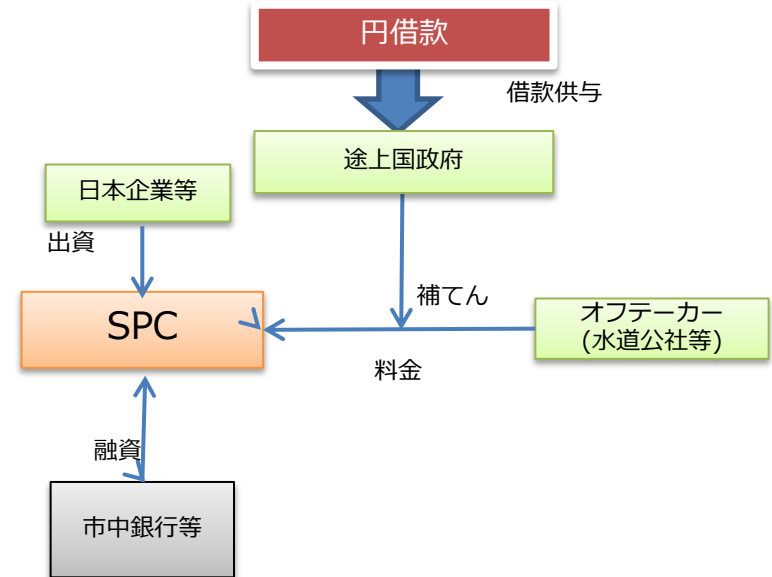 円借款
借款供与
途上国政府
日本企業等
出資
補てん
SPC
オフテーカー
(水道公社等)
料金
融資
市中銀行等